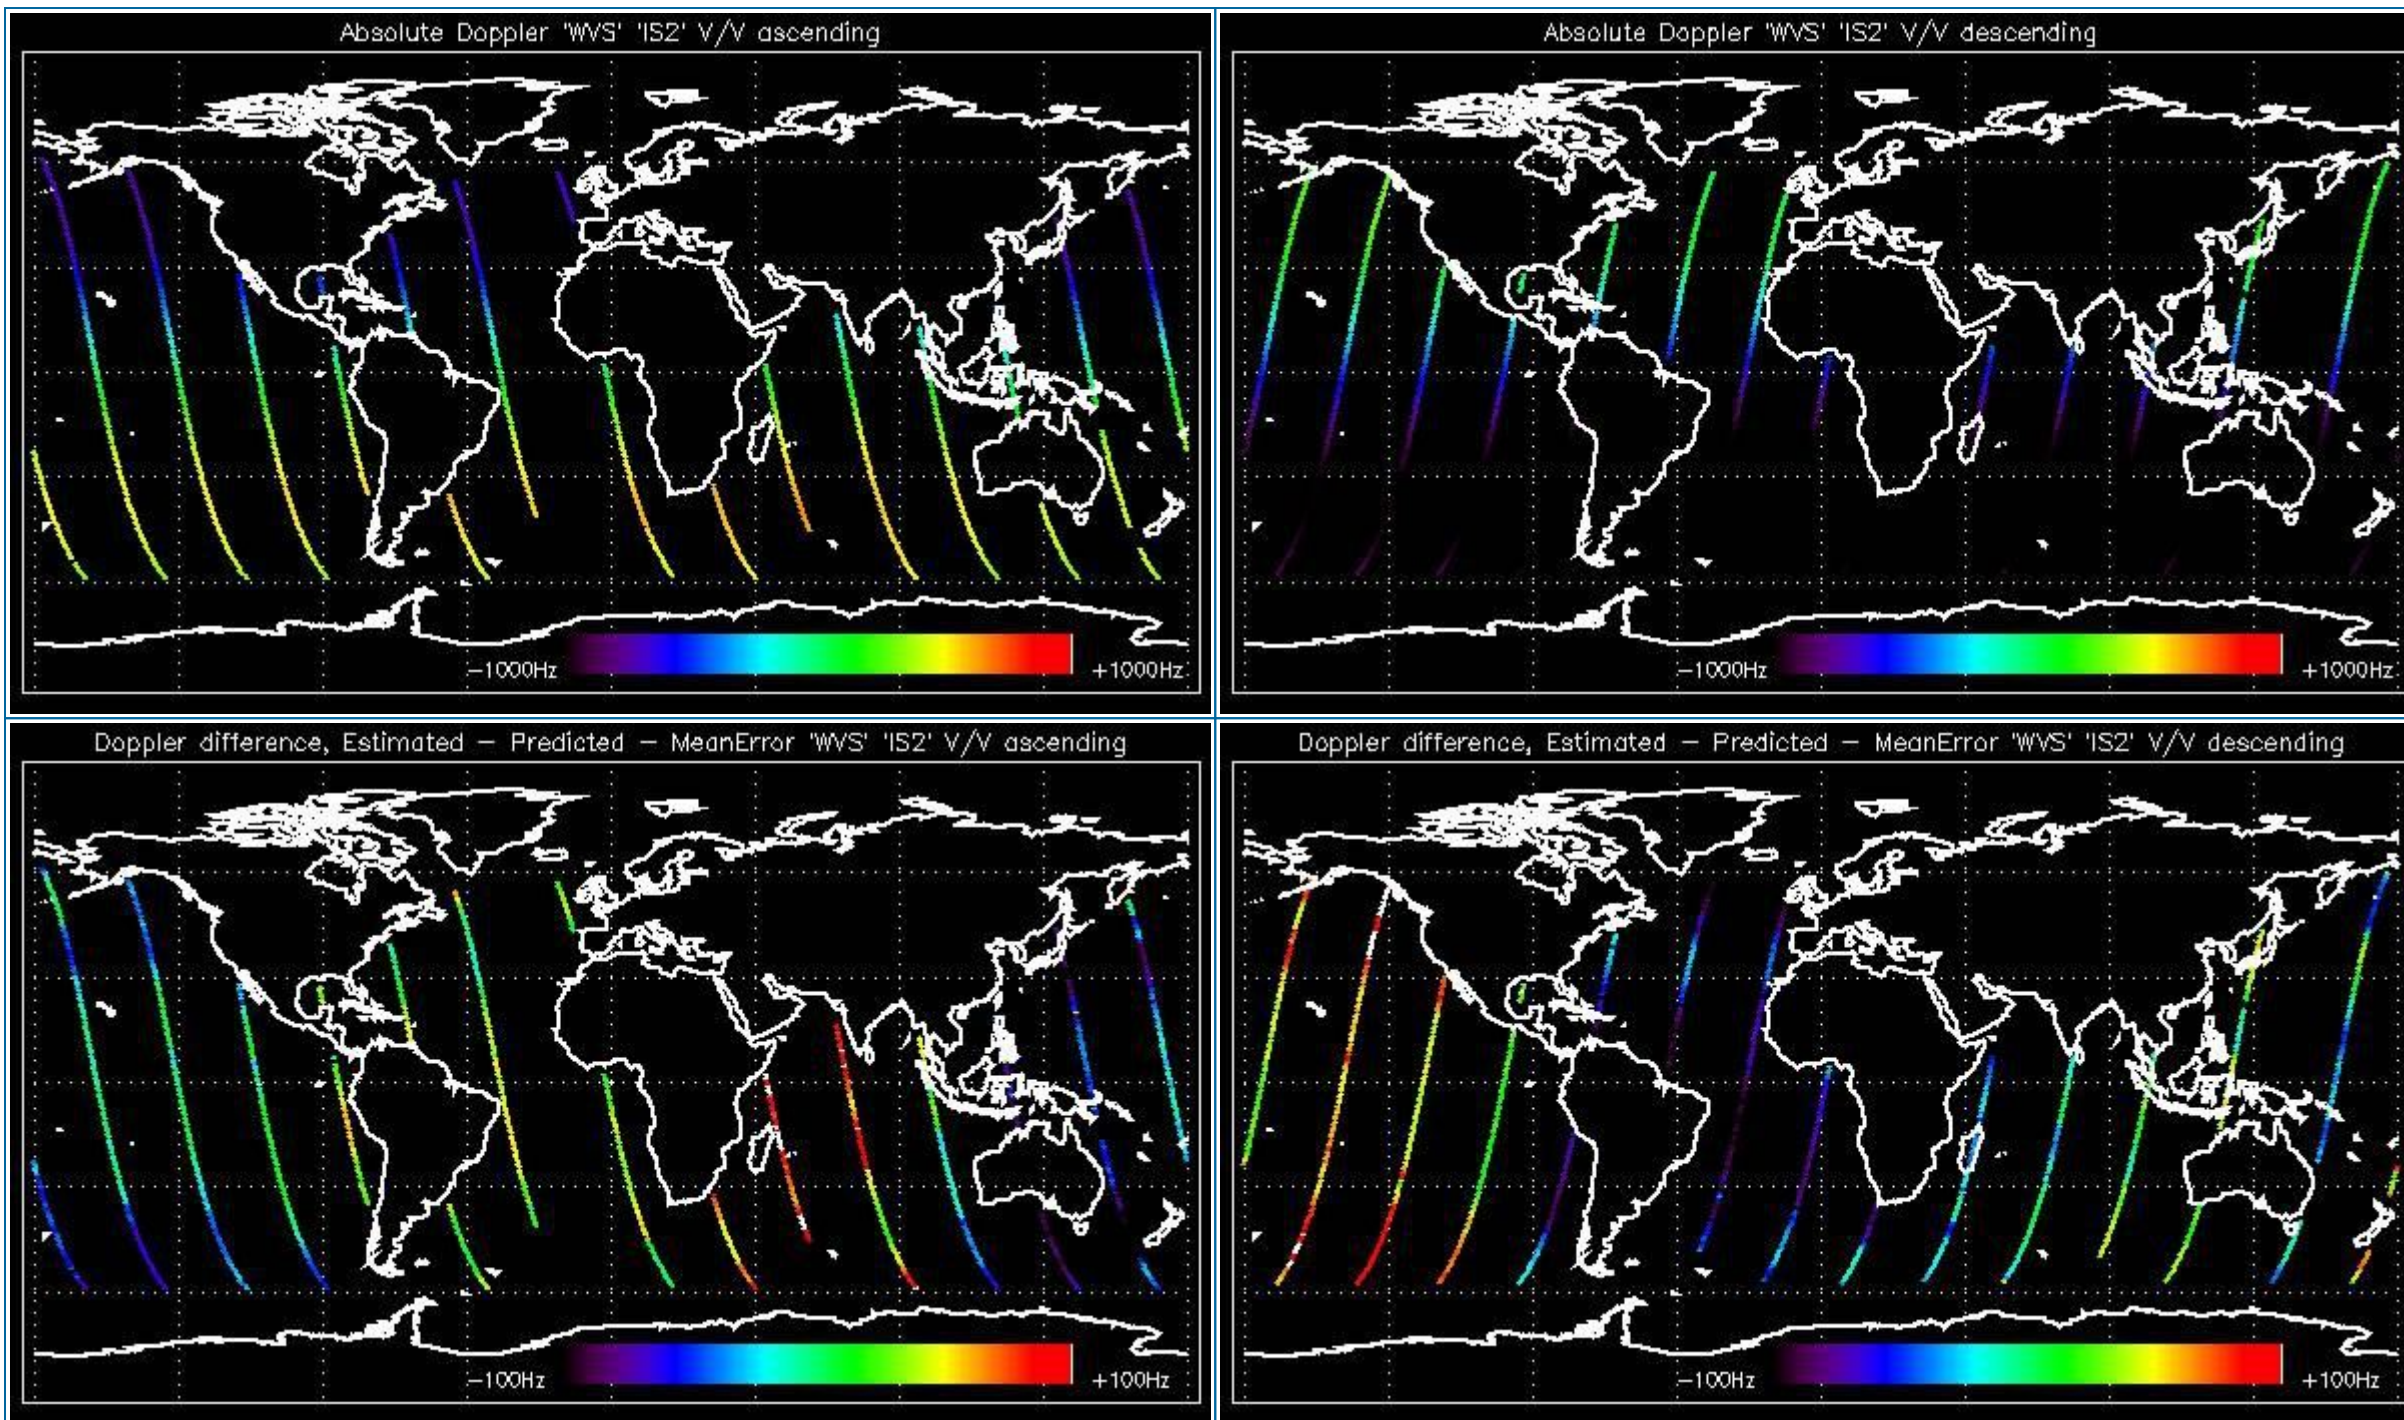 Absolute Doppler 'WVS' 'IS2' V/V ascending
-1000Hz
+1000Hz
Absolute Doppler 'WVS' 'IS2' V/V descending
-1000Hz
+1000Hz
Doppler difference, Estimated - Predicted - MeanError 'WVS' 'IS2' V/V ascending
-100Hz
+100Hz
Doppler difference, Estimated - Predicted - MeanError 'WVS' 'IS2' V/V descending
-100Hz
+100Hz